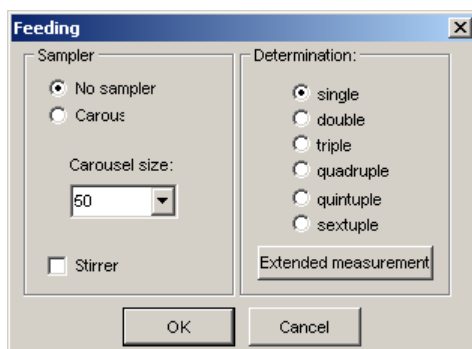 Feeding
Sampler
No sampler
Carous
Carousel size:
50
Stirrer
Determination:
single
double
triple
quadruple
quintuple
sextuple
Extended measurement
OK
Cancel